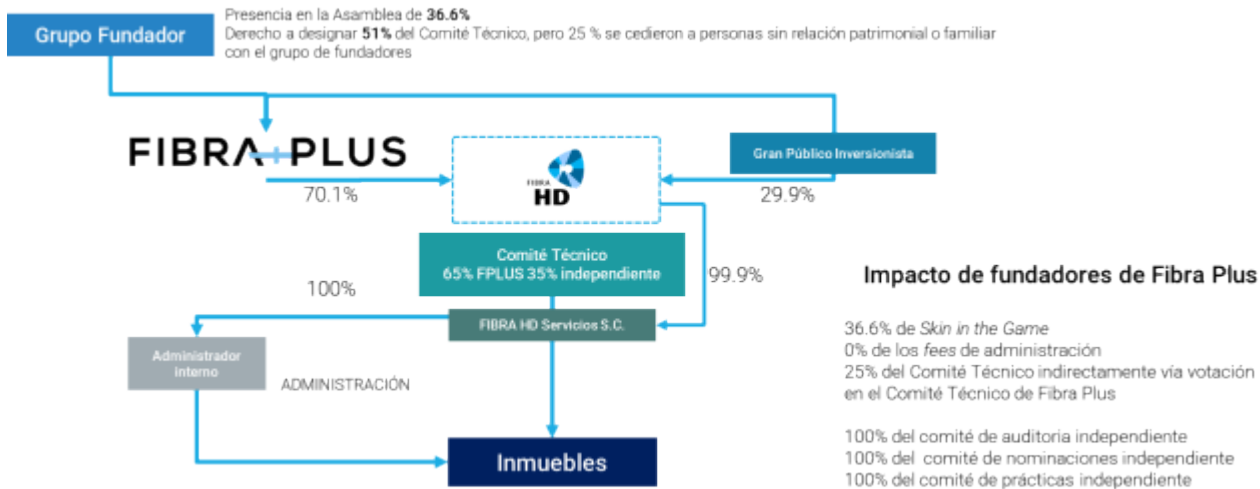 Grupo Fundador
Presencia en la Asamblea de 36.6%
Derecho a designar 51% del Comité Técnico, pero 25 % se cedieron a personas sin relación patrimonial o familiar
con el grupo de fundadores
FIBRA PLUS
FIBRA
HD
Gran Público Inversionista
70.1%
29.9%
Comité Técnico
65% FPLUS 35% independiente
99.9%
100%
FIBRA HD Servicios S.C.
Administrador
interno
ADMINISTRACIÓN
Inmuebles
Impacto de fundadores de Fibra Plus
36.6% de Skin in the Game
0% de los fees de administración
25% del Comité Técnico indirectamente vía votación
en el Comité Técnico de Fibra Plus
100% del comité de auditoria independiente
100% del comité de nominaciones independiente
100% del comité de prácticas independiente